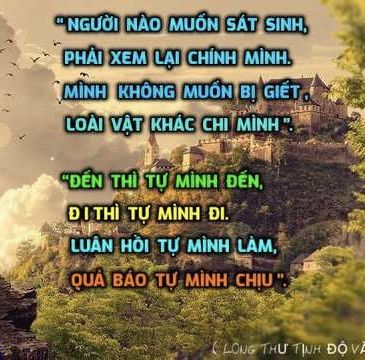 “ NGƯỜI NÀO MUỐN SÁT SINH,
PHẢI XEM LẠI CHÍNH MÌNH.
MÌNH KHÔNG MUỐN BỊ GIẾT,
LOÀI VẬT KHÁC CHI MÌNH ”.
“ĐẾN THÌ TỰ MÌNH ĐẾN,
ĐI THÌ TỰ MÌNH ĐI.
LUÂN HỒI TỰ MÌNH LÀM,
QUẢ BÁO TỰ MÌNH CHỊU ”.
( LONG THƯ TỊNH ĐỘ VĂ